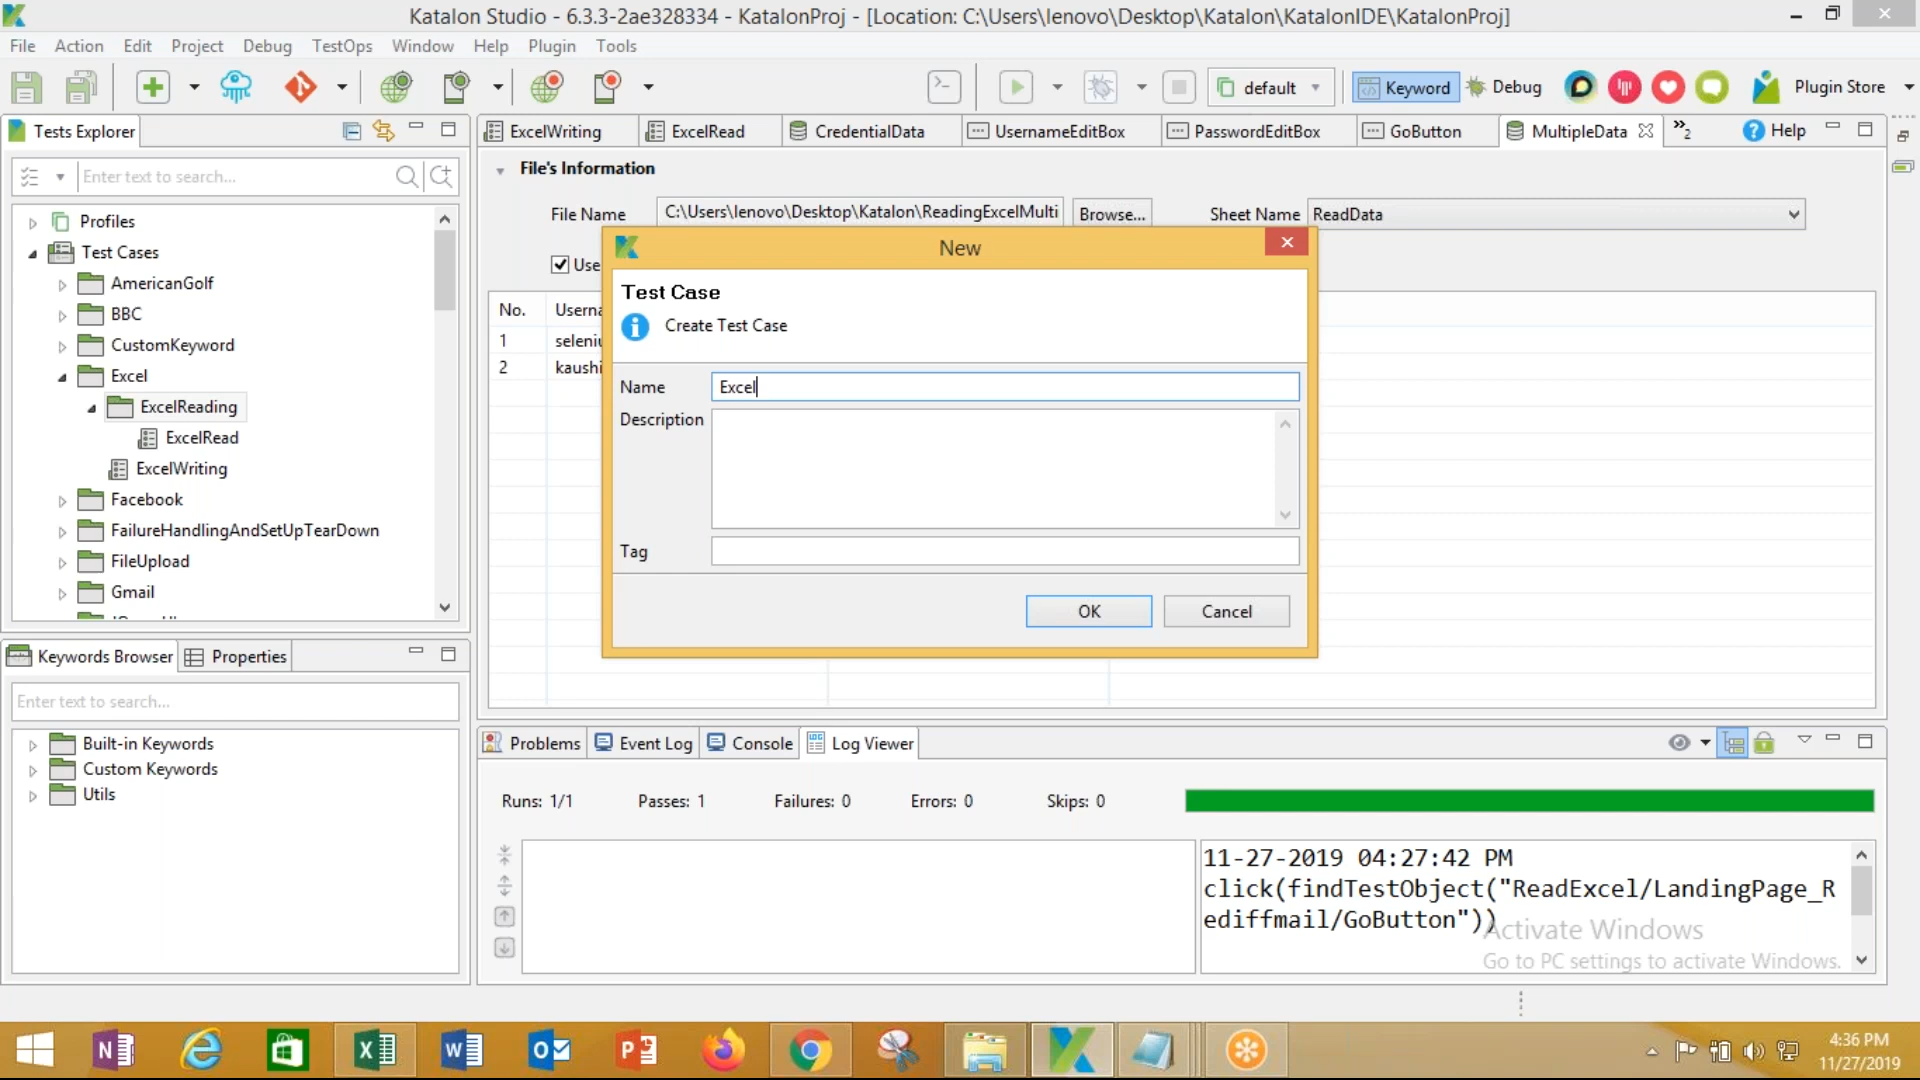 Katalon Studio - 6.3.3-2ae328334 - KatalonProj - [Location: C:\Users\lenovo\Desktop\Katalon\KatalonIDE\KatalonProj]
File Action Edit Project Debug TestOps Window Help Plugin Tools
default Keyword Debug Plugin Store
Tests Explorer
ExcelWriting ExcelRead CredentialData UsernameEditBox PasswordEditBox GoButton MultipleData 2 Help
Enter text to search...
File's Information
File Name C:\Users\lenovo\Desktop\Katalon\ReadingExcelMulti Browse... Sheet Name ReadData
Use
No. Userna
1 seleniu
2 kaushi
Profiles
Test Cases
AmericanGolf
BBC
CustomKeyword
Excel
ExcelReading
ExcelRead
ExcelWriting
Facebook
FailureHandlingAndSetUpTearDown
FileUpload
Gmail
New
Test Case
Create Test Case
Name Excel
Description
Tag
OK Cancel
Keywords Browser Properties
Enter text to search...
Built-in Keywords
Custom Keywords
Utils
Problems Event Log Console Log Viewer
Runs: 1/1 Passes: 1 Failures: 0 Errors: 0 Skips: 0
11-27-2019 04:27:42 PM
click(findTestObject("ReadExcel/LandingPage_R
ediffmail/GoButton"))
Activate Windows
Go to PC settings to activate Windows.
4:36 PM
11/27/2019